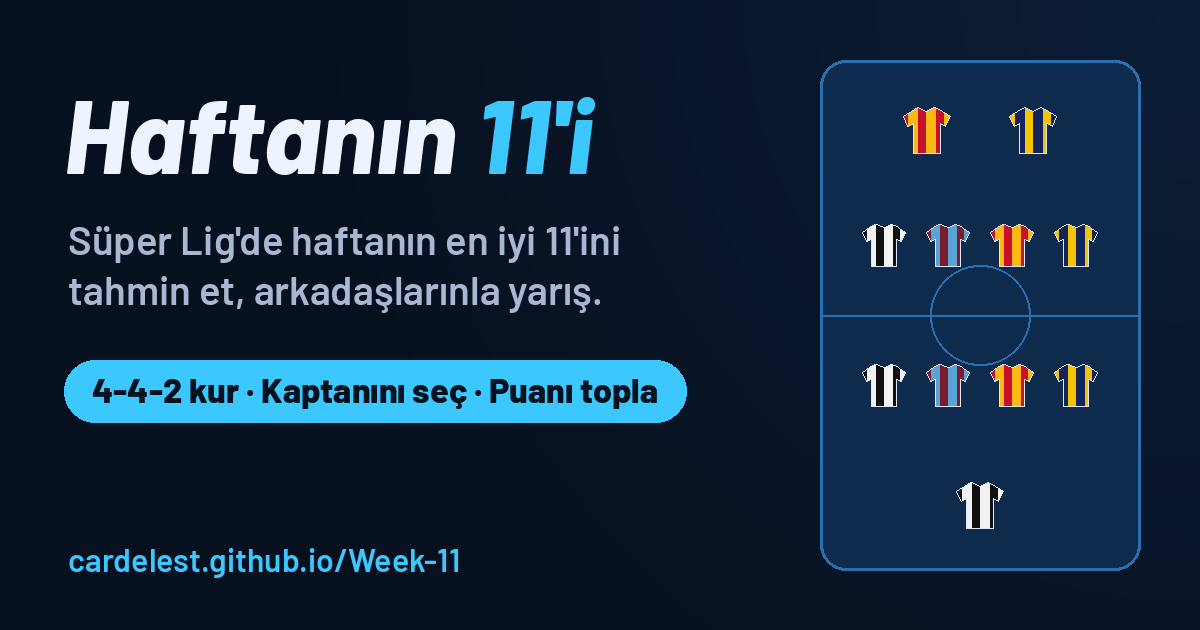 Haftanın 11'i
Süper Lig'de haftanın en iyi 11'ini
tahmin et, arkadaşlarınla yarış.
4-4-2 kur · Kaptanını seç · Puanı topla
cardelest.github.io/Week-11